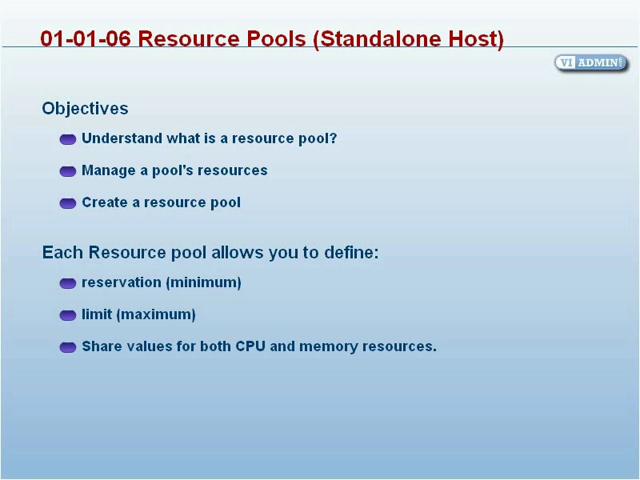 01-01-06 Resource Pools (Standalone Host)
VI ADMIN!
Objectives
Understand what is a resource pool?
Manage a pool's resources
Create a resource pool
Each Resource pool allows you to define:
reservation (minimum)
limit (maximum)
Share values for both CPU and memory resources.